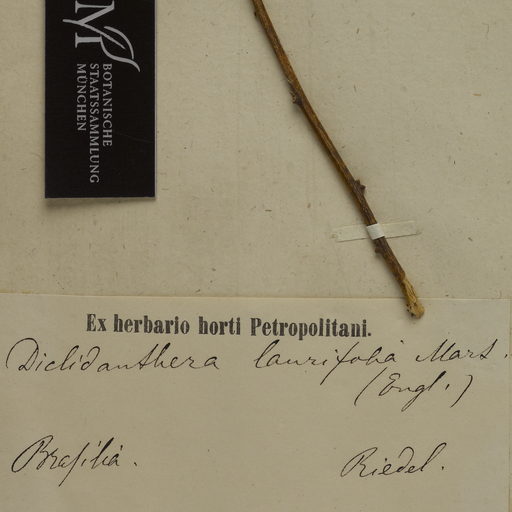 M
BOTANISCHE
STAATSSAMMLUNG
MÜNCHEN
Ex herbario horti Petropolitani.
Diclidanthera laurifolia Mart.
(Engl.)
Brasilia.
Riedel.